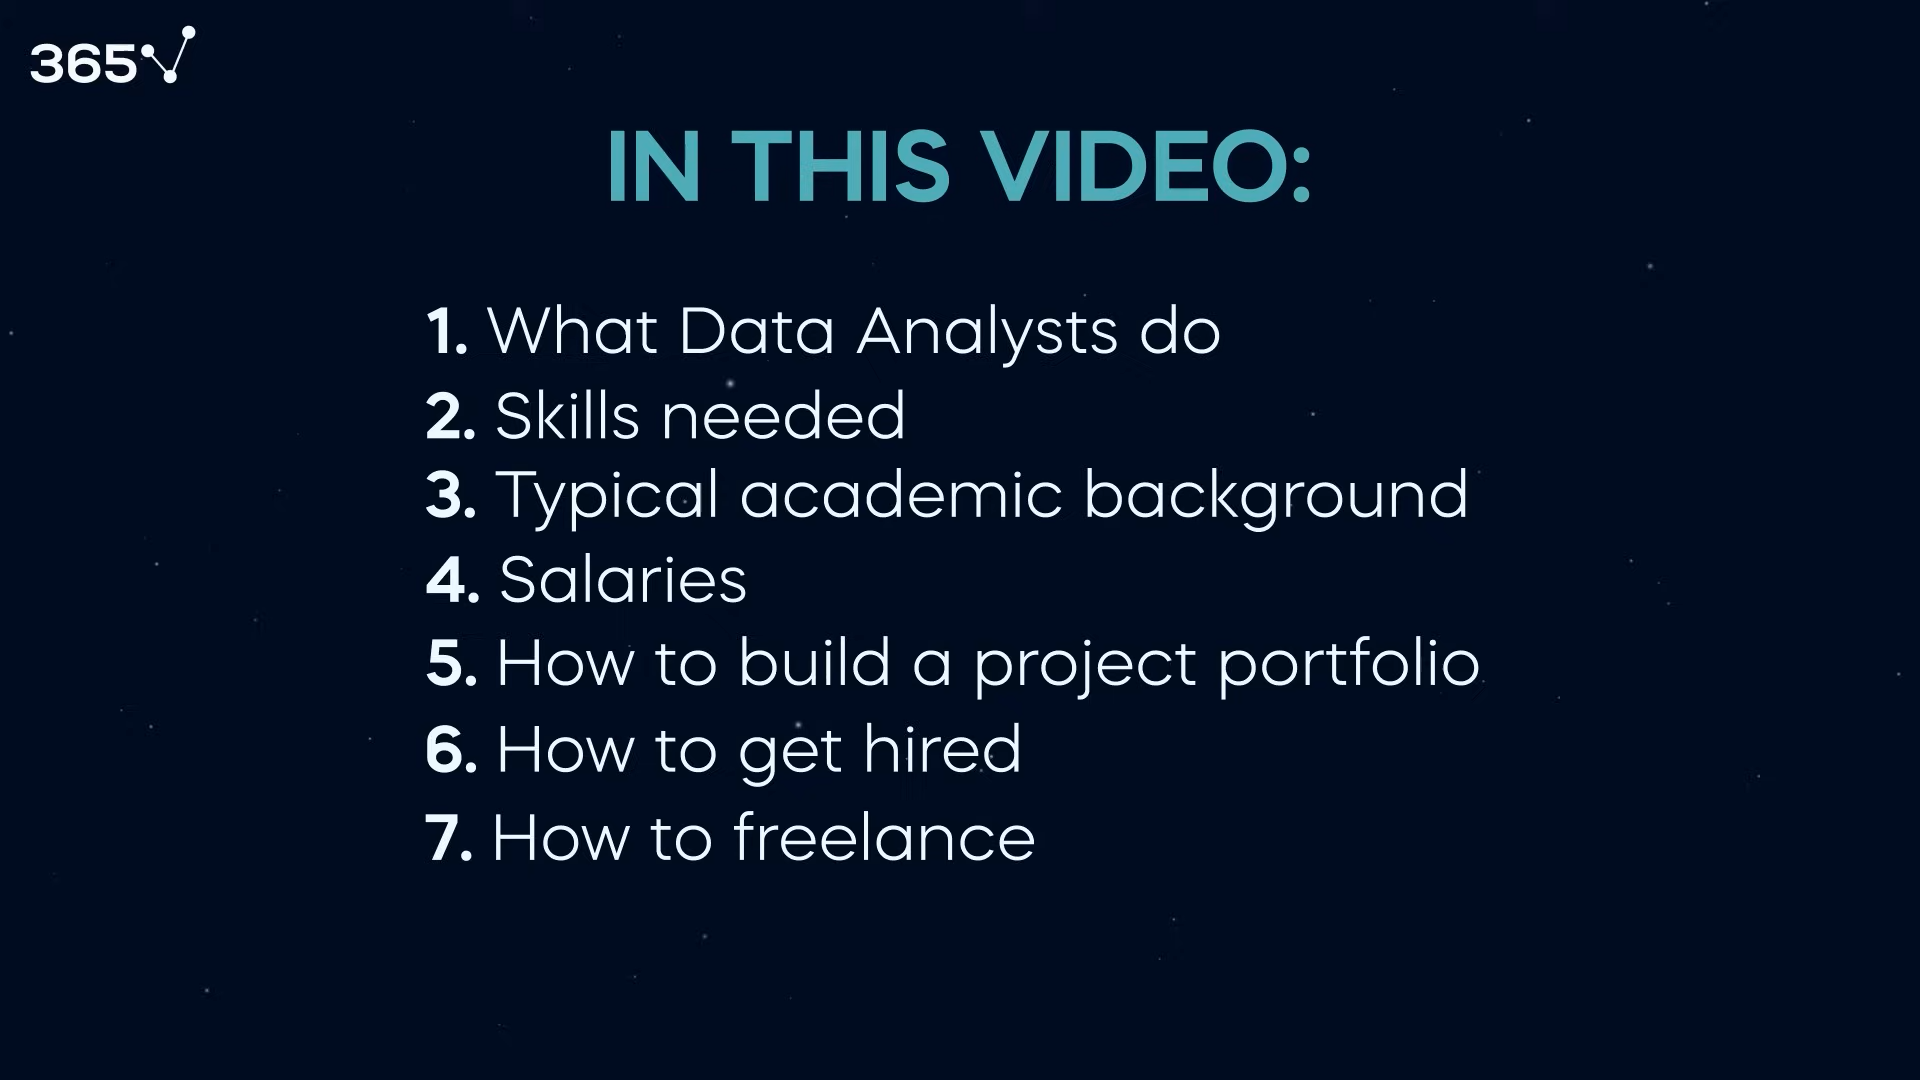 365
IN THIS VIDEO:
1. What Data Analysts do
2. Skills needed
3. Typical academic background
4. Salaries
5. How to build a project portfolio
6. How to get hired
7. How to freelance